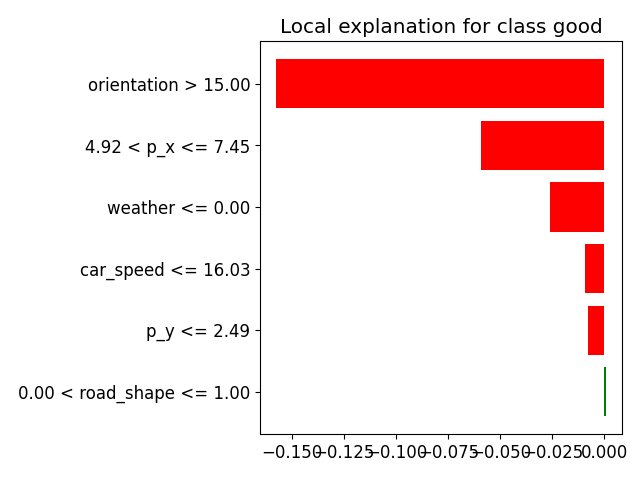 Local explanation for class good
orientation > 15.00
4.92 < p_x <= 7.45
weather <= 0.00
car_speed <= 16.03
p_y <= 2.49
0.00 < road_shape <= 1.00
−0.150 −0.125 −0.100 −0.075 −0.050 −0.025 0.000